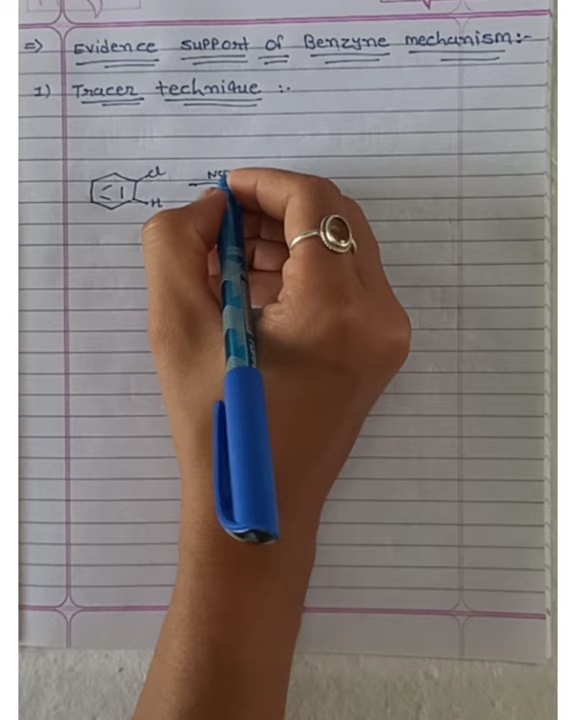 => Evidence support of Benzyne mechanism:-
1) Tracer technique :-
Cl
H